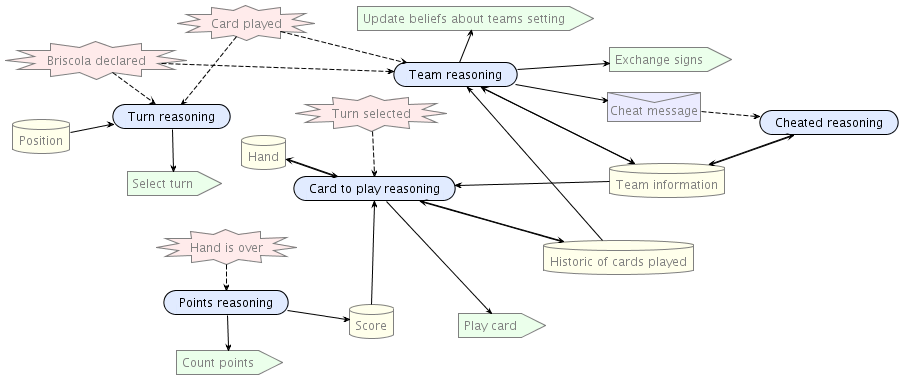 Update beliefs about teams setting
Card played
Briscola declared
Exchange signs
Team reasoning
Turn selected
Cheat message
Turn reasoning
Cheated reasoning
Position
Hand
Select turn
Card to play reasoning
Team information
Hand is over
Historic of cards played
Points reasoning
Score
Play card
Count points